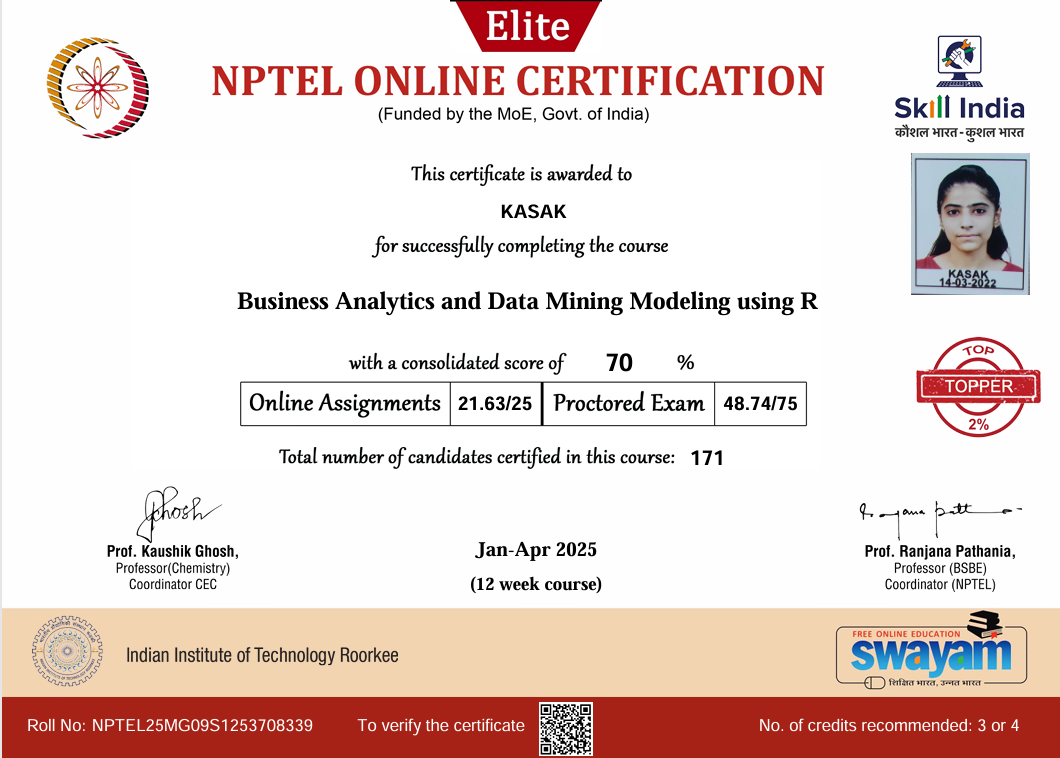 Elite
NPTEL ONLINE CERTIFICATION
(Funded by the MoE, Govt. of India)
Skill India
कौशल भारत - कुशल भारत
This certificate is awarded to
KASAK
for successfully completing the course
KASAK
14-03-2022
Business Analytics and Data Mining Modeling using R
with a consolidated score of 70 %
Online Assignments 21.63/25 Proctored Exam 48.74/75
TOP
TOPPER
2%
Total number of candidates certified in this course: 171
Prof. Kaushik Ghosh,
Professor(Chemistry)
Coordinator CEC
Jan-Apr 2025
(12 week course)
Prof. Ranjana Pathania,
Professor (BSBE)
Coordinator (NPTEL)
Indian Institute of Technology Roorkee
FREE ONLINE EDUCATION
swayam
शिक्षित भारत, उन्नत भारत
Roll No: NPTEL25MG09S1253708339
To verify the certificate
No. of credits recommended: 3 or 4